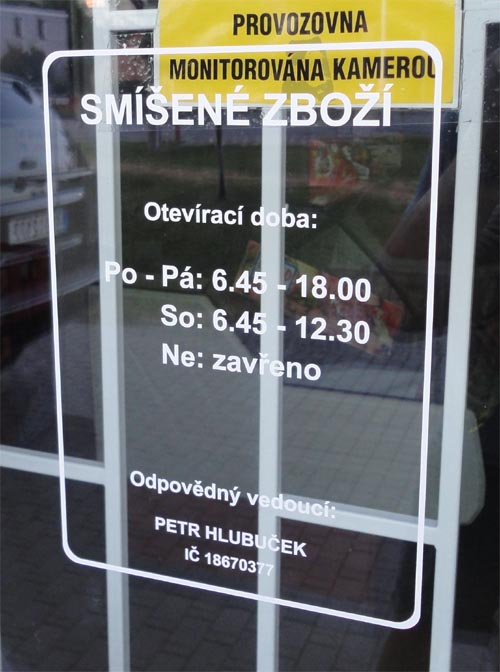 PROVOZOVNA
MONITOROVÁNA KAMEROU
SMÍŠENÉ ZBOŽÍ
Otevírací doba:
Po - Pá: 6.45 - 18.00
So: 6.45 - 12.30
Ne: zavřeno
Odpovědný vedoucí:
PETR HLUBUČEK
IČ 18670377